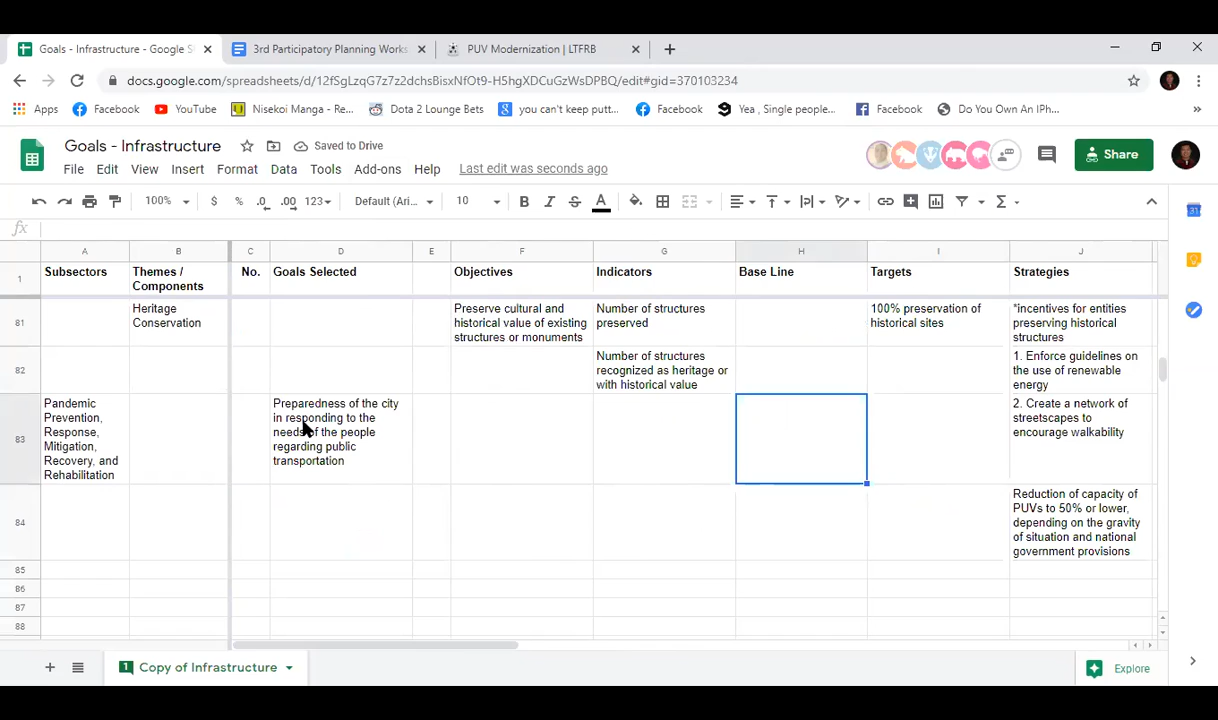 Goals - Infrastructure - Google S
3rd Participatory Planning Works
PUV Modernization | LTFRB
docs.google.com/spreadsheets/d/12fSgLzqG7z7z2dchsBisxNfOt9-H5hgXDCuGzWsDPBQ/edit#gid=370103234
Apps
Facebook
YouTube
Nisekoi Manga - Re...
Dota 2 Lounge Bets
you can't keep putt...
Facebook
Yea , Single people...
Facebook
Do You Own An IPh...
»
Goals - Infrastructure
Saved to Drive
Share
File Edit View Insert Format Data Tools Add-ons Help Last edit was seconds ago
100% $ % .0 .00 123 Default (Ari... 10 B I S A Σ
fx
31
A B C D E F G H I J
1
Subsectors
Themes /
Components
No.
Goals Selected
Objectives
Indicators
Base Line
Targets
Strategies
81
Heritage
Conservation
Preserve cultural and
historical value of existing
structures or monuments
Number of structures
preserved
100% preservation of
historical sites
*incentives for entities
preserving historical
structures
82
Number of structures
recognized as heritage or
with historical value
1. Enforce guidelines on
the use of renewable
energy
83
Pandemic
Prevention,
Response,
Mitigation,
Recovery, and
Rehabilitation
Preparedness of the city
in responding to the
needs of the people
regarding public
transportation
2. Create a network of
streetscapes to
encourage walkability
84
Reduction of capacity of
PUVs to 50% or lower,
depending on the gravity
of situation and national
government provisions
85
86
87
88
1 Copy of Infrastructure
Explore